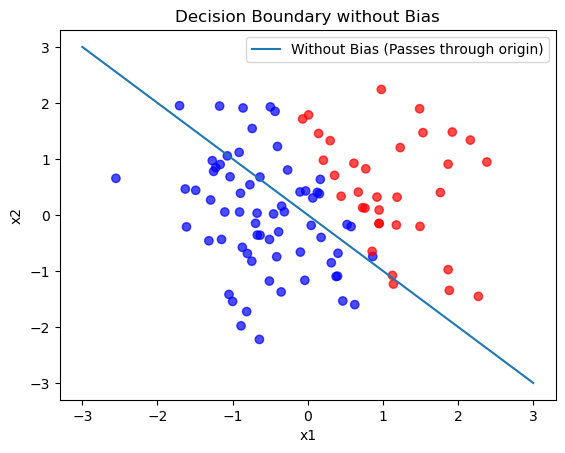 Decision Boundary without Bias
Without Bias (Passes through origin)
3
2
1
0
−1
−2
−3
x2
−3 −2 −1 0 1 2 3
x1